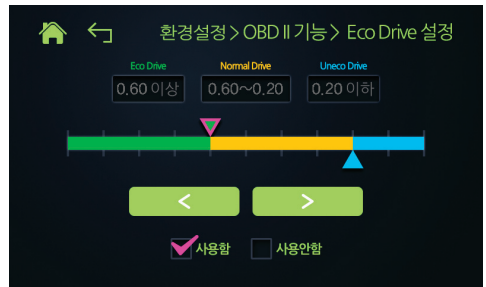 환경설정 > OBD II 기능 > Eco Drive 설정
Eco Drive Normal Drive Uneco Drive
0.60 이상 0.60~0.20 0.20 이하
< >
사용함 사용안함